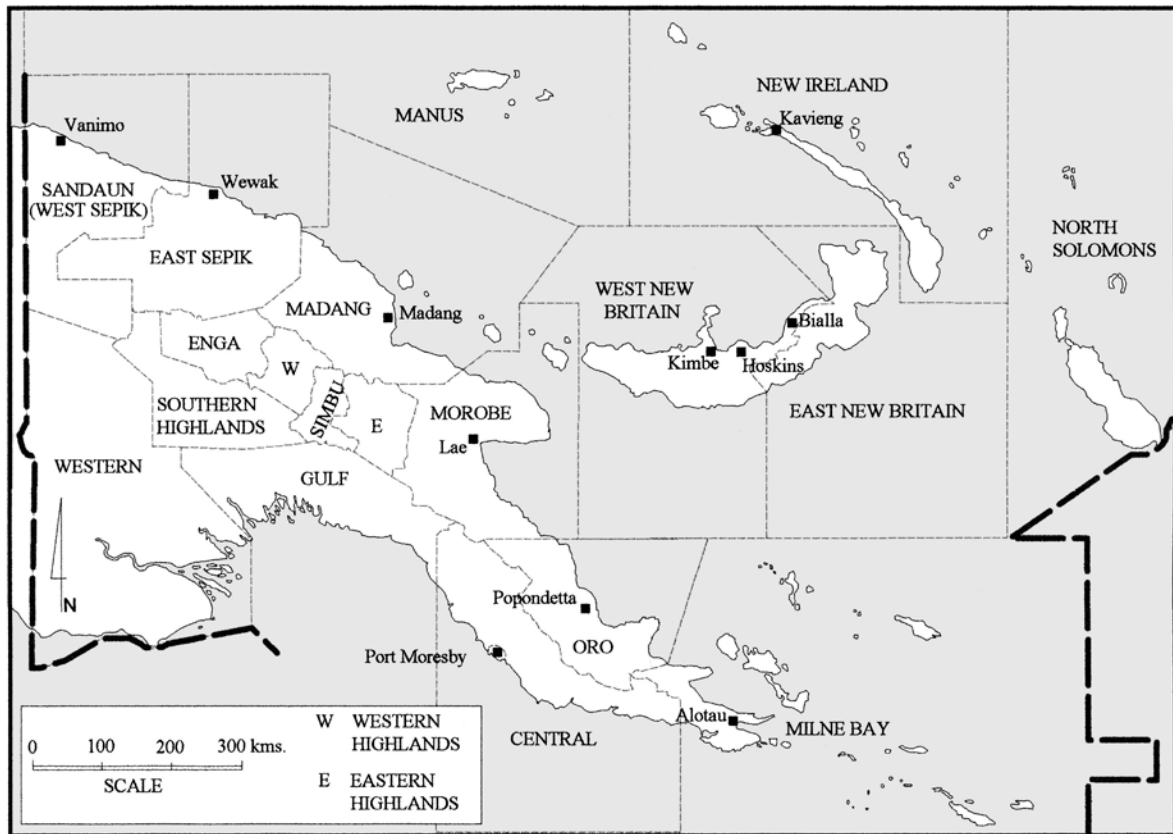 NEW IRELAND
Kavieng
MANUS
Vanimo
Wewak
SANDAUN
(WEST SEPIK)
NORTH
SOLOMONS
EAST SEPIK
WEST NEW
BRITAIN
MADANG
Madang
Bialla
ENGA
Kimbe
Hoskins
W
SIMBU
SOUTHERN
HIGHLANDS
E
MOROBE
EAST NEW BRITAIN
Lae
WESTERN
GULF
N
Popondetta
ORO
Port Moresby
Alotau
MILNE BAY
CENTRAL
W WESTERN
HIGHLANDS
0 100 200 300 kms.
SCALE
E EASTERN
HIGHLANDS